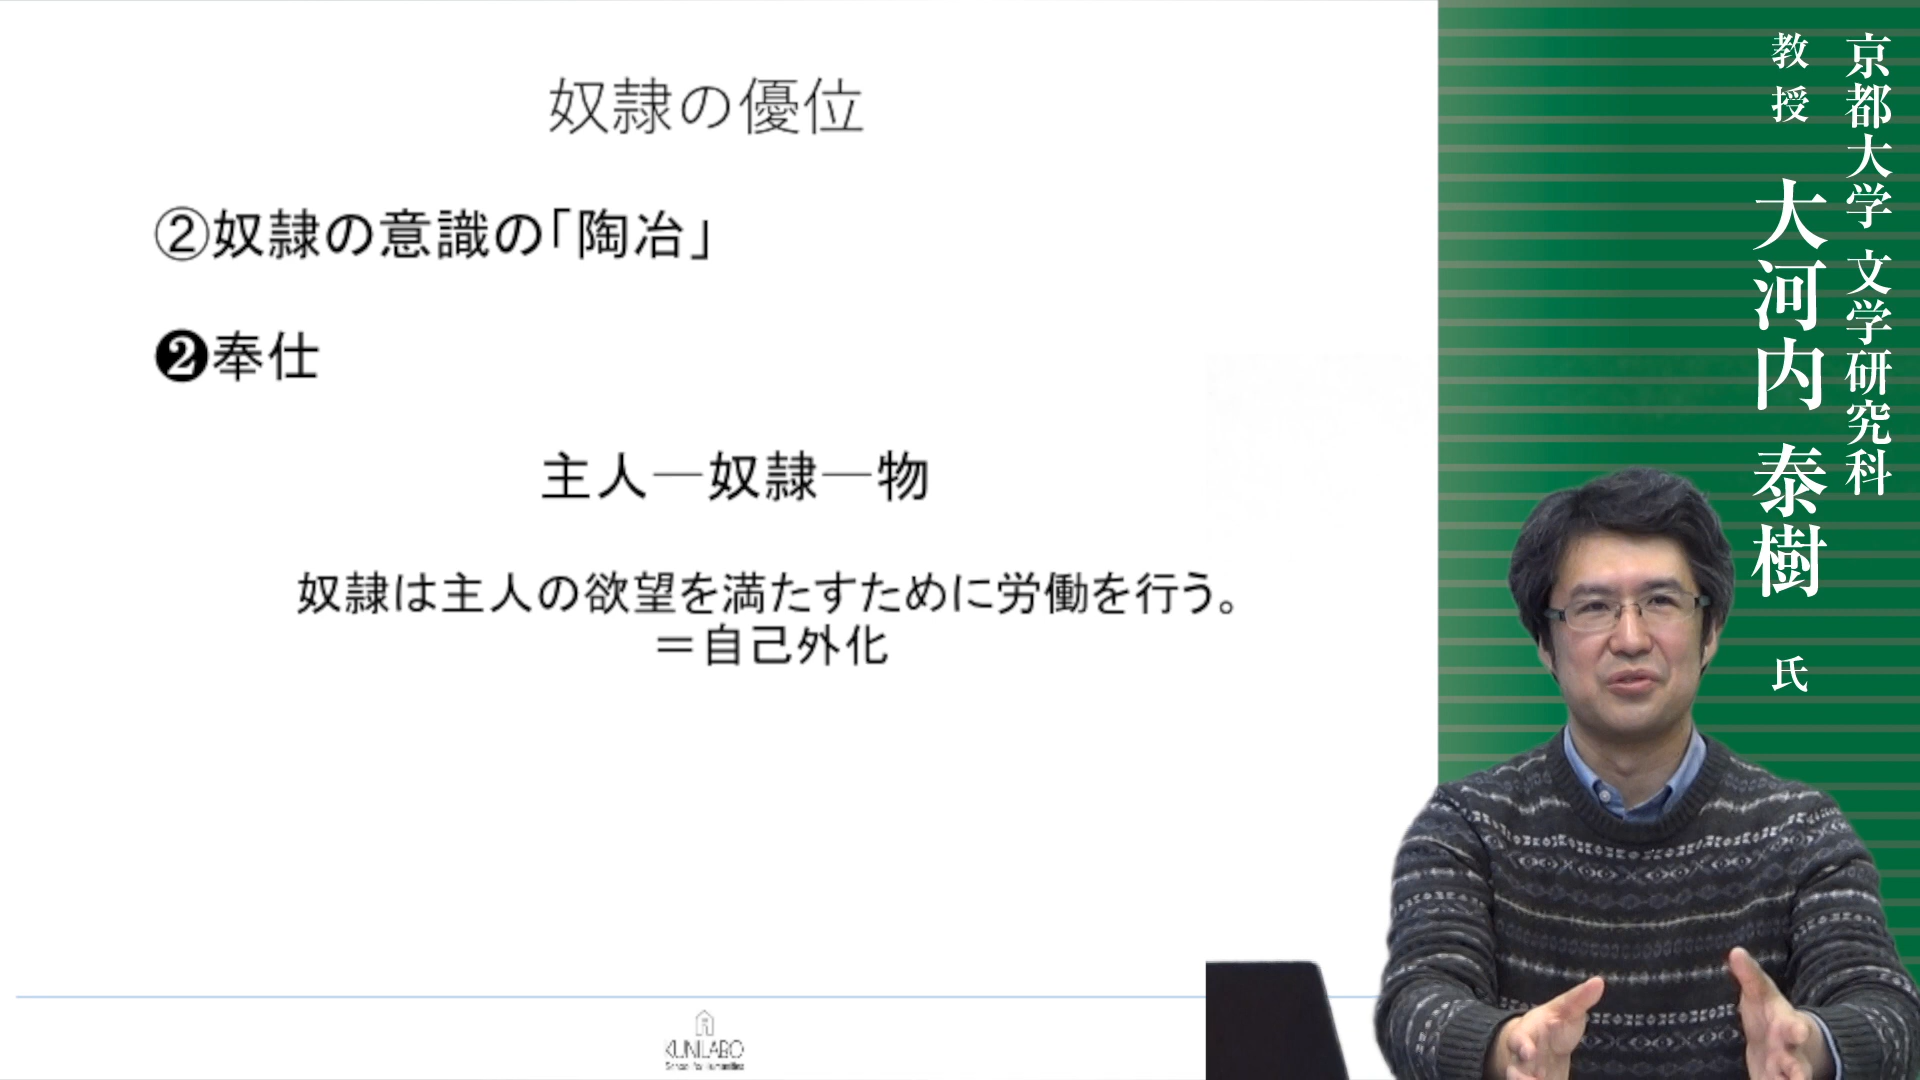 奴隷の優位
②奴隷の意識の「陶冶」
❷奉仕
主人―奴隷―物
奴隷は主人の欲望を満たすために労働を行う。
＝自己外化
KUNILABO
School for Humanities
京都大学 文学研究科
教授 大河内 泰樹 氏